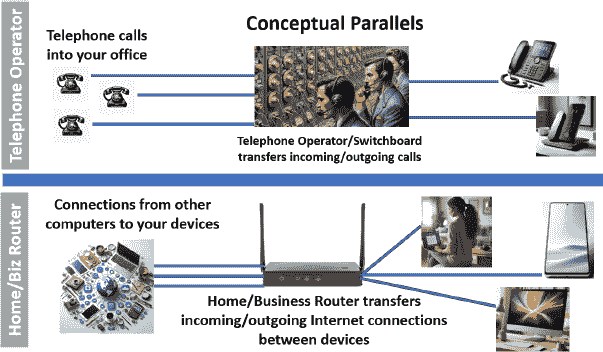 Telephone Operator
Conceptual Parallels
Telephone calls
into your office
Telephone Operator/Switchboard
transfers incoming/outgoing calls
Home/Biz Router
Connections from other
computers to your devices
Home/Business Router transfers
incoming/outgoing Internet connections
between devices